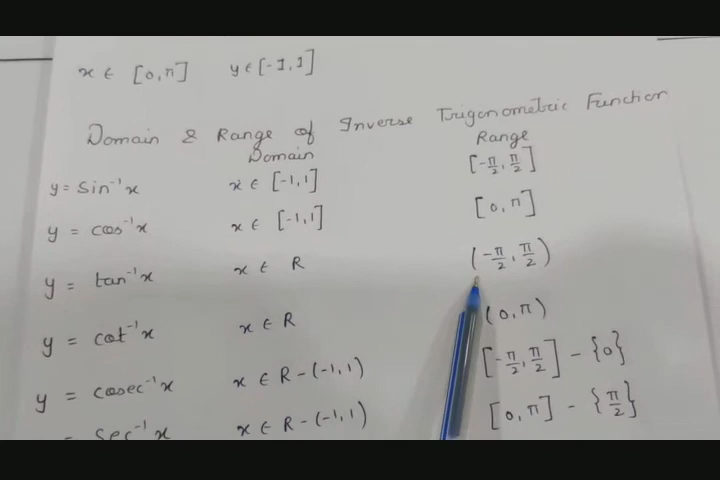 x ∈ [0,π] y ∈ [-1,1]
Domain & Range of Inverse Trigonometric Function
Domain Range
y = sin⁻¹x x ∈ [-1,1] [-π/2, π/2]
y = cos⁻¹x x ∈ [-1,1] [0,π]
y = tan⁻¹x x ∈ R (-π/2, π/2)
y = cot⁻¹x x ∈ R (0,π)
y = cosec⁻¹x x ∈ R-(-1,1) [-π/2, π/2] - {0}
= sec⁻¹x x ∈ R-(-1,1) [0,π] - {π/2}